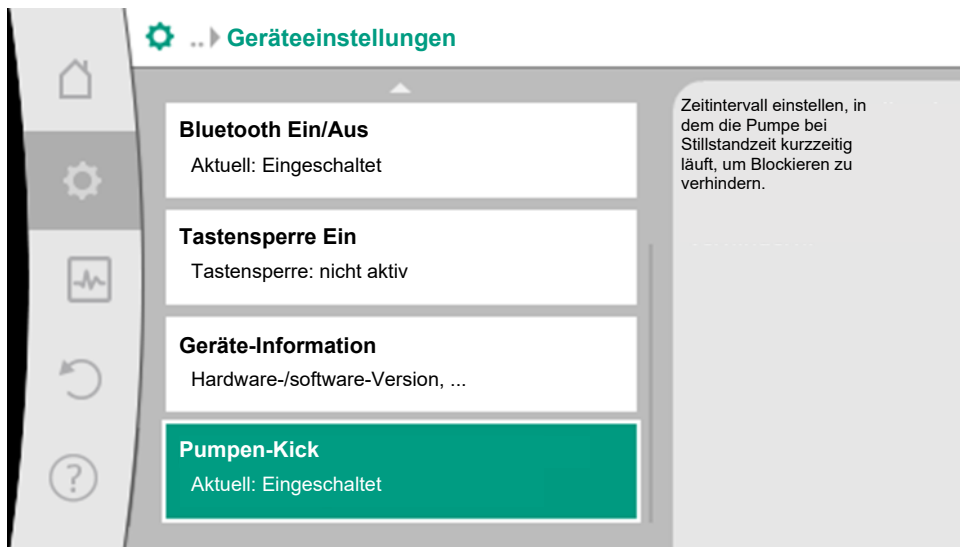 .. Geräteeinstellungen
Bluetooth Ein/Aus
Aktuell: Eingeschaltet
Tastensperre Ein
Tastensperre: nicht aktiv
Geräte-Information
Hardware-/software-Version, ...
Pumpen-Kick
Aktuell: Eingeschaltet
Zeitintervall einstellen, in
dem die Pumpe bei
Stillstandzeit kurzzeitig
läuft, um Blockieren zu
verhindern.
?